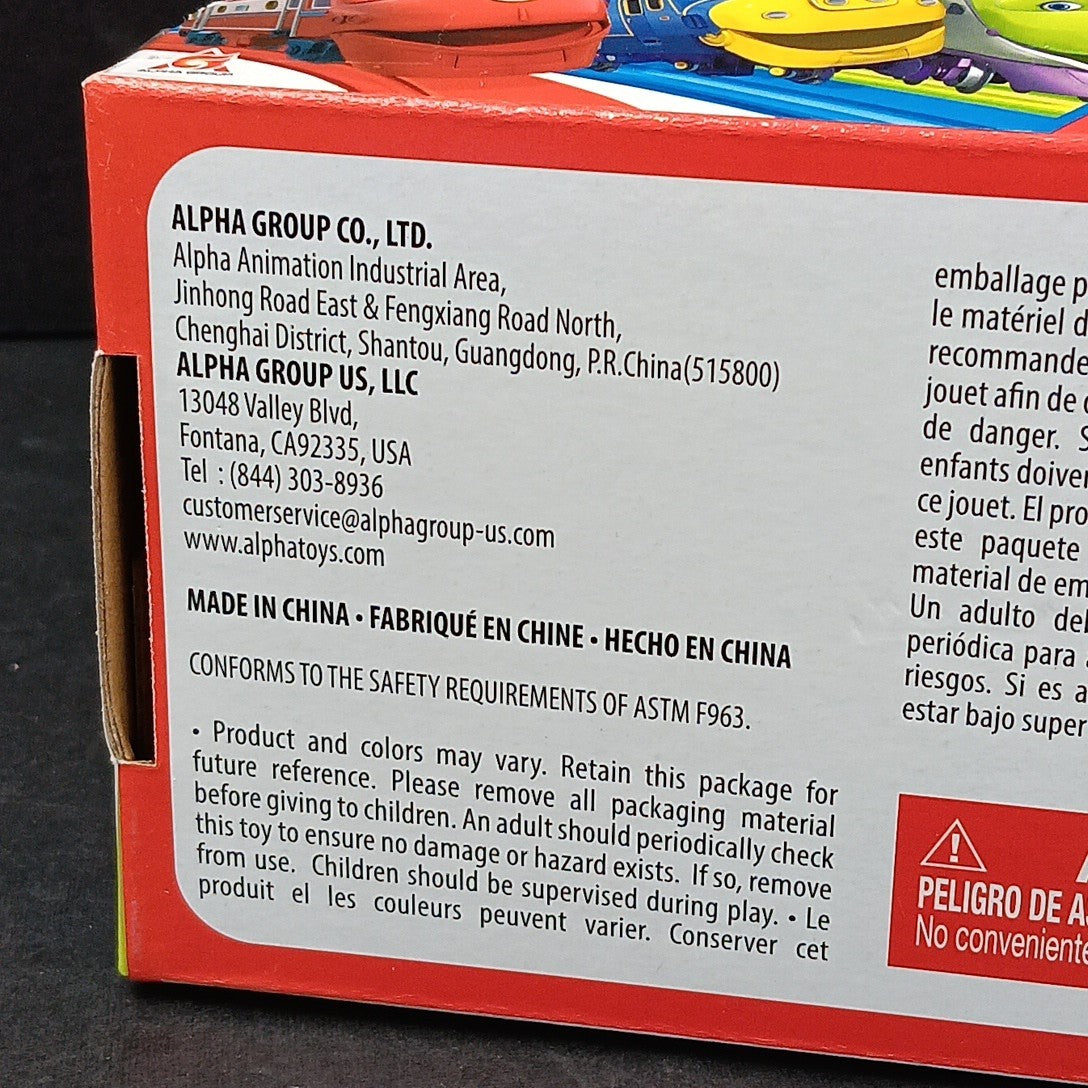 ALPHA GROUP
ALPHA GROUP CO., LTD.
Alpha Animation Industrial Area,
Jinhong Road East & Fengxiang Road North,
Chenghai District, Shantou, Guangdong, P.R.China(515800)
ALPHA GROUP US, LLC
13048 Valley Blvd,
Fontana, CA92335, USA
Tel : (844) 303-8936
customerservice@alphagroup-us.com
www.alphatoys.com
MADE IN CHINA • FABRIQUÉ EN CHINE • HECHO EN CHINA
CONFORMS TO THE SAFETY REQUIREMENTS OF ASTM F963.
• Product and colors may vary. Retain this package for
future reference. Please remove all packaging material
before giving to children. An adult should periodically check
this toy to ensure no damage or hazard exists. If so, remove
from use. Children should be supervised during play. • Le
produit el les couleurs peuvent varier. Conserver cet
emballage p
le matériel d
recommande
jouet afin de
de danger. S
enfants doive
ce jouet. El pro
este paquete
material de em
Un adulto de
periódica para
riesgos. Si es a
estar bajo super
PELIGRO DE A
No conveniente